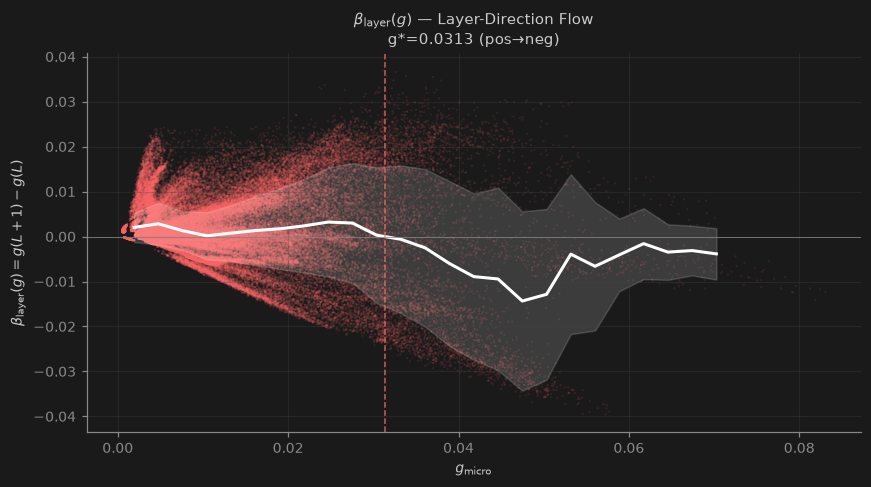 β_layer(g) — Layer-Direction Flow
g*=0.0313 (pos→neg)
0.04
0.03
0.02
0.01
0.00
−0.01
−0.02
−0.03
−0.04
β_layer(g) = g(L + 1) − g(L)
0.00 0.02 0.04 0.06 0.08
g_micro